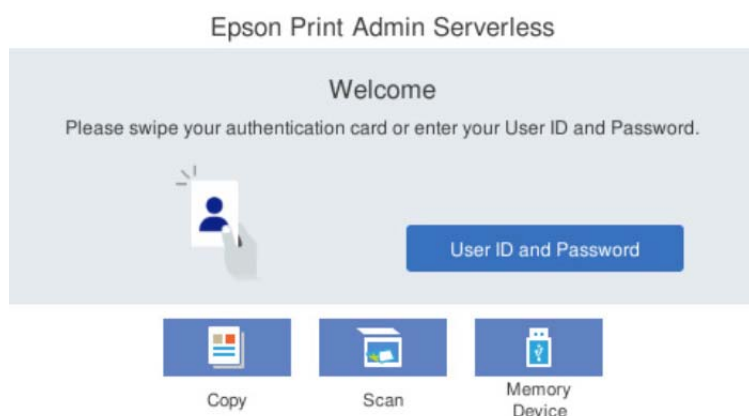 Epson Print Admin Serverless
Welcome
Please swipe your authentication card or enter your User ID and Password.
User ID and Password
Copy
Scan
Memory
Device